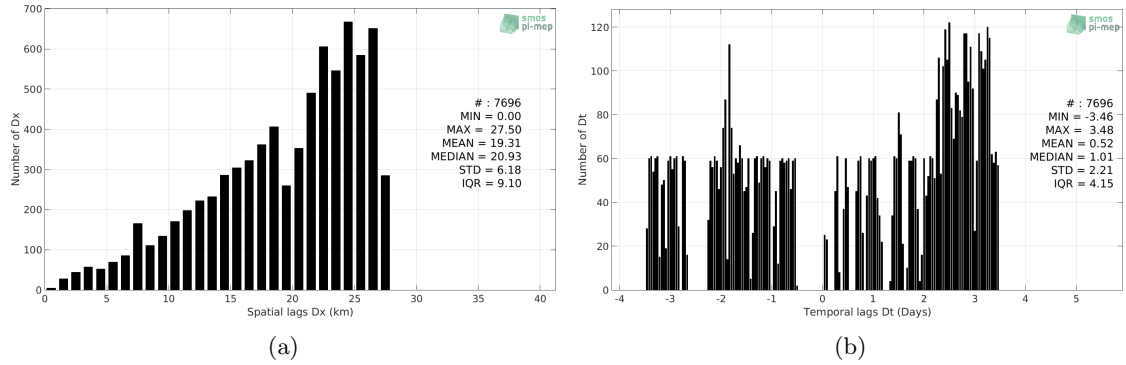 700
600
500
400
300
200
100
0
0 5 10 15 20 25 30 35 40
Number of Dx
Spatial lags Dx (km)
smos
pi-mep
# : 7696
MIN = 0.00
MAX = 27.50
MEAN = 19.31
MEDIAN = 20.93
STD = 6.18
IQR = 9.10
(a)
120
100
80
60
40
20
0
-4 -3 -2 -1 0 1 2 3 4 5
Number of Dt
Temporal lags Dt (Days)
smos
pi-mep
# : 7696
MIN = -3.46
MAX = 3.48
MEAN = 0.52
MEDIAN = 1.01
STD = 2.21
IQR = 4.15
(b)